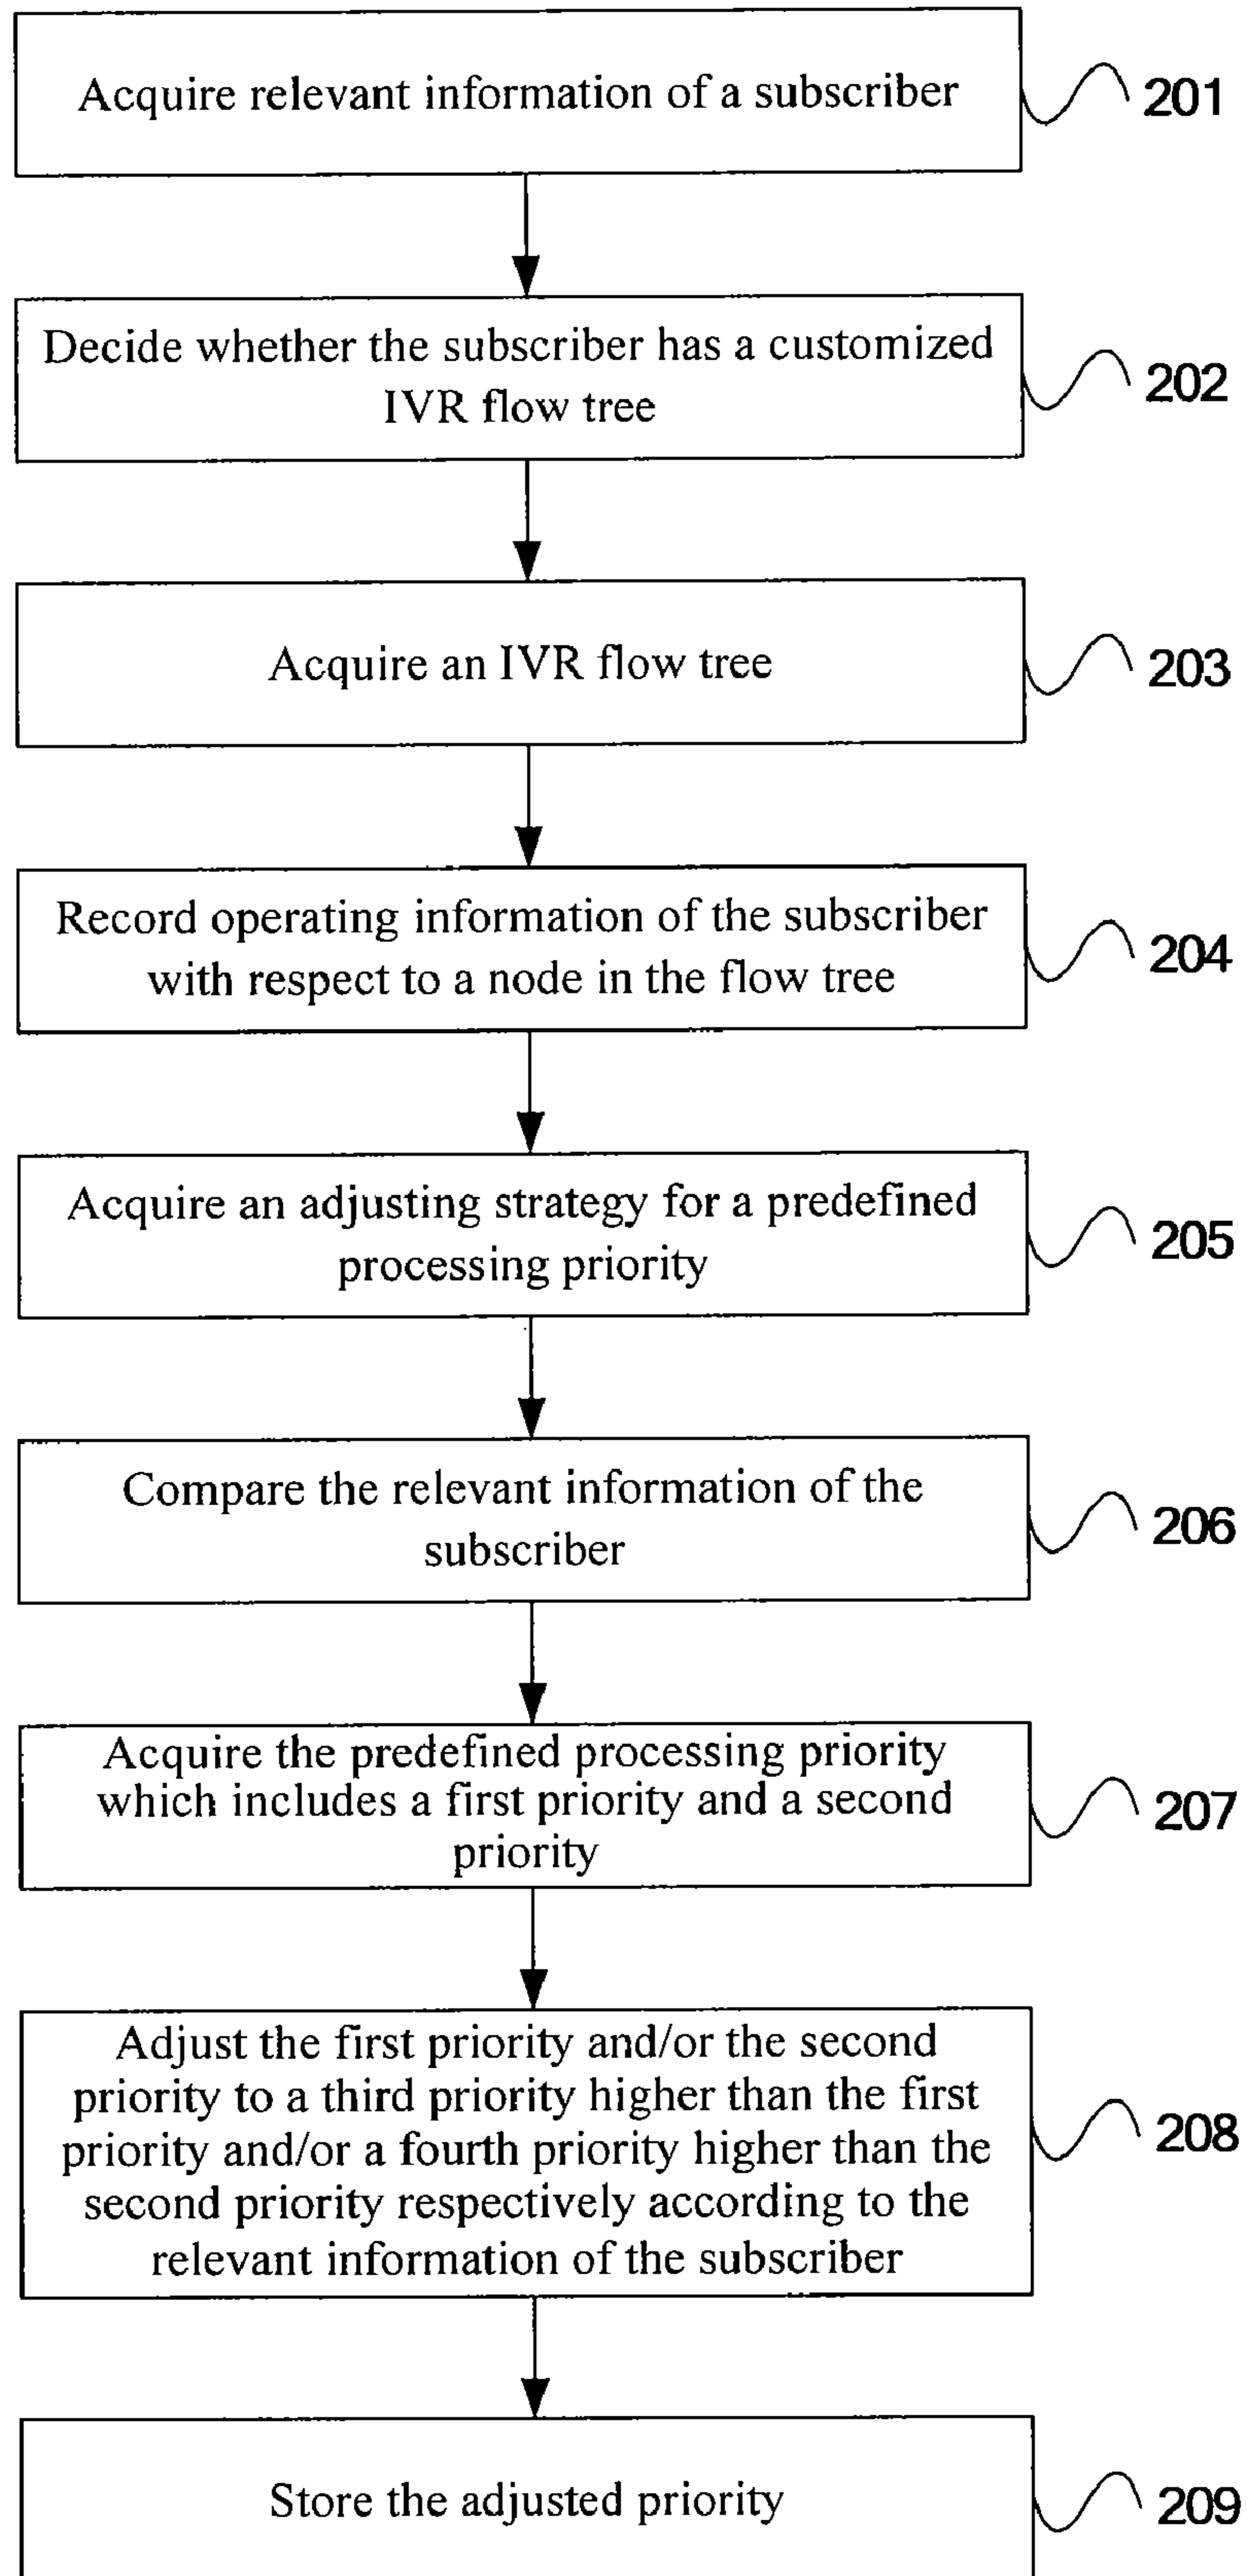 Acquire relevant information of a subscriber
201
Decide whether the subscriber has a customized
IVR flow tree
202
Acquire an IVR flow tree
203
Record operating information of the subscriber
with respect to a node in the flow tree
204
Acquire an adjusting strategy for a predefined
processing priority
205
Compare the relevant information of the
subscriber
206
Acquire the predefined processing priority
which includes a first priority and a second
priority
207
Adjust the first priority and/or the second
priority to a third priority higher than the first
priority and/or a fourth priority higher than the
second priority respectively according to the
relevant information of the subscriber
208
Store the adjusted priority
209